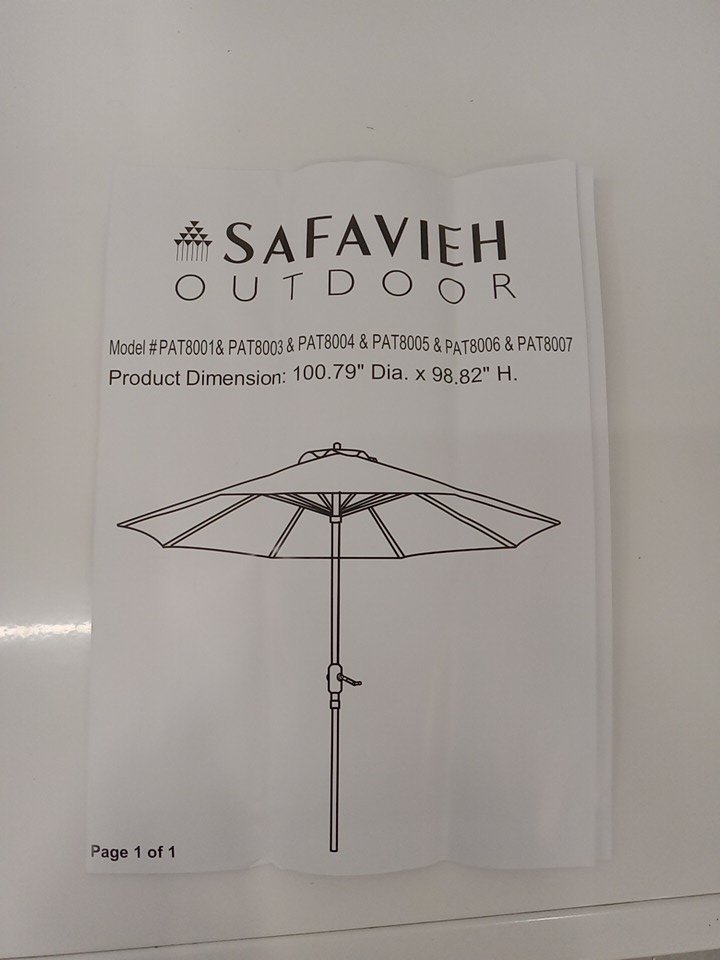 SAFAVIEH
OUTDOOR
Model #PAT8001& PAT8003 & PAT8004 & PAT8005 & PAT8006 & PAT8007
Product Dimension: 100.79" Dia. x 98.82" H.
Page 1 of 1